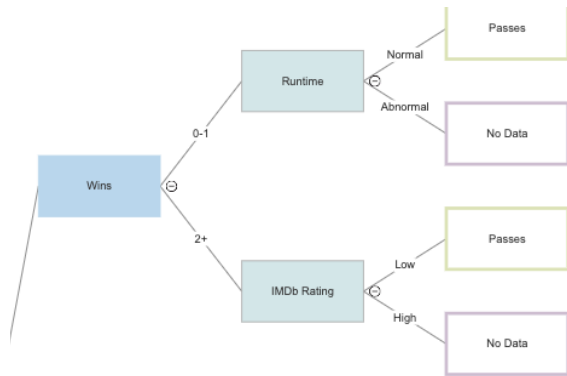 Passes
Normal
Runtime
Abnormal
No Data
0-1
Wins
2+
Passes
Low
IMDb Rating
High
No Data